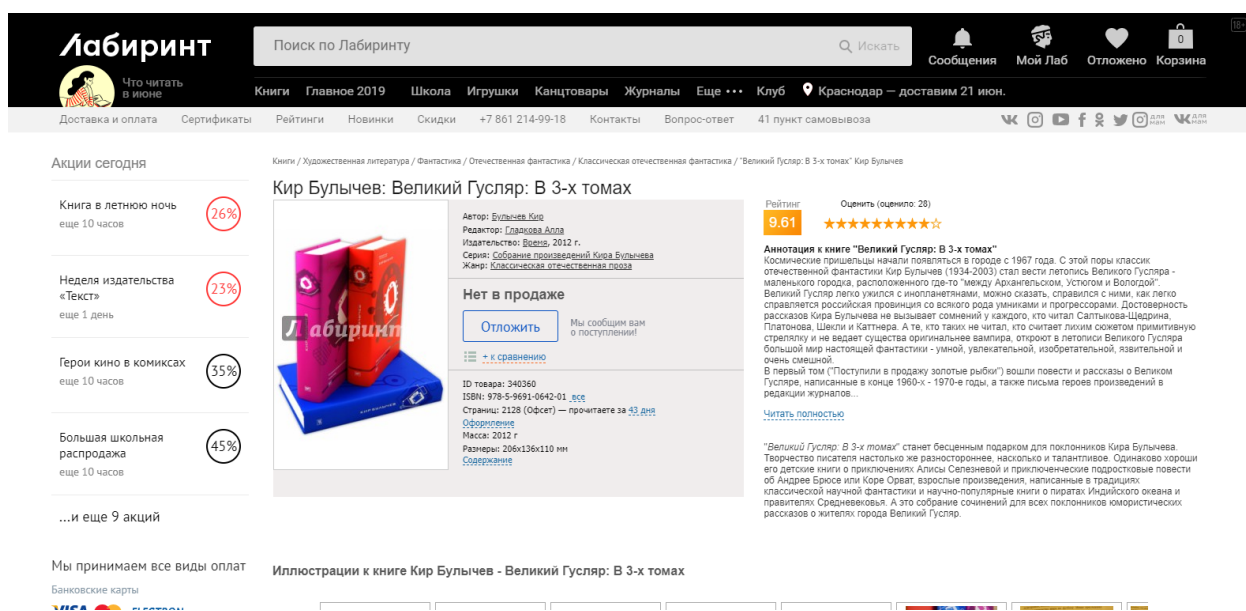 18+
Лабиринт
Поиск по Лабиринту
Искать
Сообщения
Мой Лаб
Отложено
0
Корзина
Что читать
в июне
Книги Главное 2019 Школа Игрушки Канцтовары Журналы Еще ••• Клуб Краснодар — доставим 21 июн.
Доставка и оплата Сертификаты Рейтинги Новинки Скидки +7 861 214-99-18 Контакты Вопрос-ответ 41 пункт самовывоза
для мам
для мам
Акции сегодня
Книга в летнюю ночь
еще 10 часов
26%
Неделя издательства
«Текст»
еще 1 день
23%
Герои кино в комиксах
еще 10 часов
35%
Большая школьная
распродажа
еще 10 часов
45%
...и еще 9 акций
Мы принимаем все виды оплат
Банковские карты
VISA ELECTRON
Книги / Художественная литература / Фантастика / Отечественная фантастика / Классическая отечественная фантастика / "Великий Гусляр: В 3-х томах" Кир Булычев
Кир Булычев: Великий Гусляр: В 3-х томах
Лабиринт
Автор: Булычев Кир
Редактор: Гладкова Алла
Издательство: Время, 2012 г.
Серия: Собрание произведений Кира Булычева
Жанр: Классическая отечественная проза
Нет в продаже
Отложить
Мы сообщим вам
о поступлении!
+ к сравнению
ID товара: 340360
ISBN: 978-5-9691-0642-01 все
Страниц: 2128 (Офсет) — прочитаете за 43 дня
Оформление
Масса: 2012 г
Размеры: 206x136x110 мм
Содержание
Рейтинг
9.61
Оценить (оценило: 28)
Аннотация к книге "Великий Гусляр: В 3-х томах"
Космические пришельцы начали появляться в городе с 1967 года. С этой поры классик
отечественной фантастики Кир Булычев (1934-2003) стал вести летопись Великого Гусляра -
маленького городка, расположенного где-то "между Архангельском, Устюгом и Вологдой".
Великий Гусляр легко ужился с инопланетянами, можно сказать, справился с ними, как легко
справляется российская провинция со всякого рода умниками и прогрессорами. Достоверность
рассказов Кира Булычева не вызывает сомнений у каждого, кто читал Салтыкова-Щедрина,
Платонова, Шекли и Каттнера. А те, кто таких не читал, кто считает лихим сюжетом примитивную
стрелялку и не ведает существа оригинальнее вампира, откроют в летописи Великого Гусляра
большой мир настоящей фантастики - умной, увлекательной, изобретательной, язвительной и
очень смешной.
В первый том ("Поступили в продажу золотые рыбки") вошли повести и рассказы о Великом
Гусляре, написанные в конце 1960-х - 1970-е годы, а также письма героев произведений в
редакции журналов...
Читать полностью
"Великий Гусляр: В 3-х томах" станет бесценным подарком для поклонников Кира Булычева.
Творчество писателя настолько же разностороннее, насколько и талантливое. Одинаково хороши
его детские книги о приключениях Алисы Селезневой и приключенческие подростковые повести
об Андрее Брюсе или Коре Орват, взрослые произведения, написанные в традициях
классической научной фантастики и научно-популярные книги о пиратах Индийского океана и
правителях Средневековья. А это собрание сочинений для всех поклонников юмористических
рассказов о жителях города Великий Гусляр.
Иллюстрации к книге Кир Булычев - Великий Гусляр: В 3-х томах